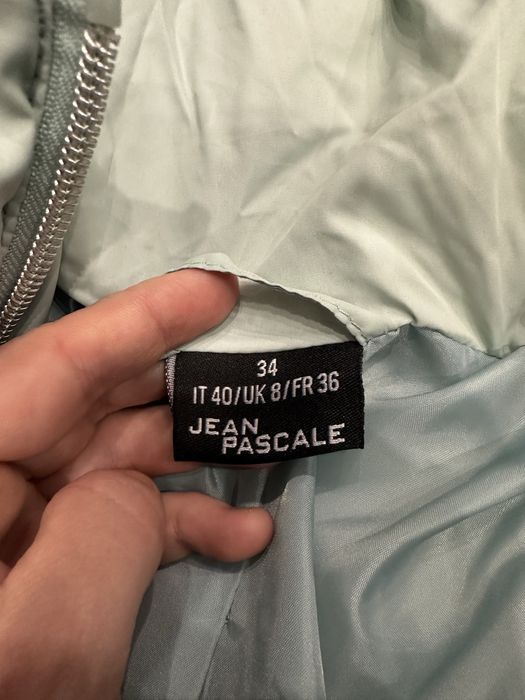 34
IT 40/UK 8/FR 36
JEAN
PASCALE